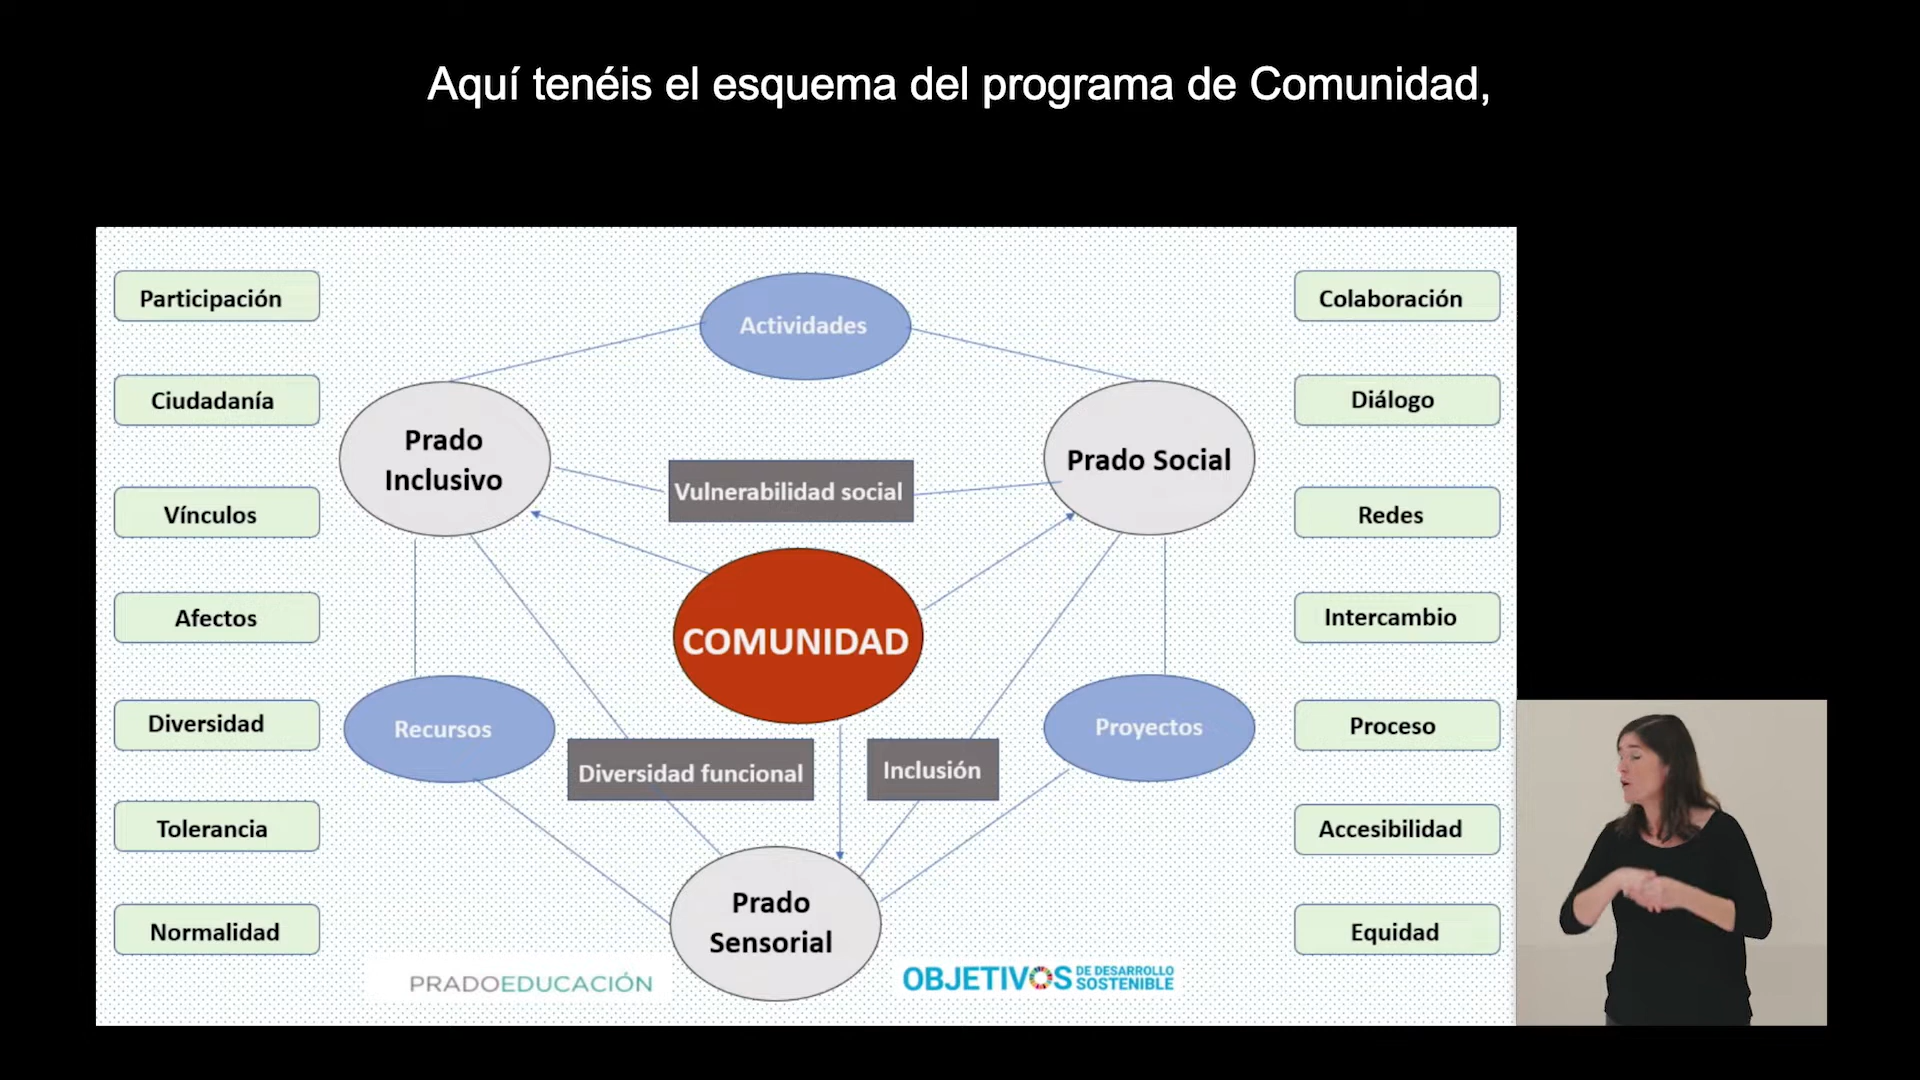 Aquí tenéis el esquema del programa de Comunidad,
Participación
Ciudadanía
Vínculos
Afectos
Diversidad
Tolerancia
Normalidad
Actividades
Prado
Inclusivo
Prado Social
Vulnerabilidad social
COMUNIDAD
Recursos
Proyectos
Diversidad funcional
Inclusión
Prado
Sensorial
PRADOEDUCACIÓN
OBJETIVOS
DE DESARROLLO
SOSTENIBLE
Colaboración
Diálogo
Redes
Intercambio
Proceso
Accesibilidad
Equidad